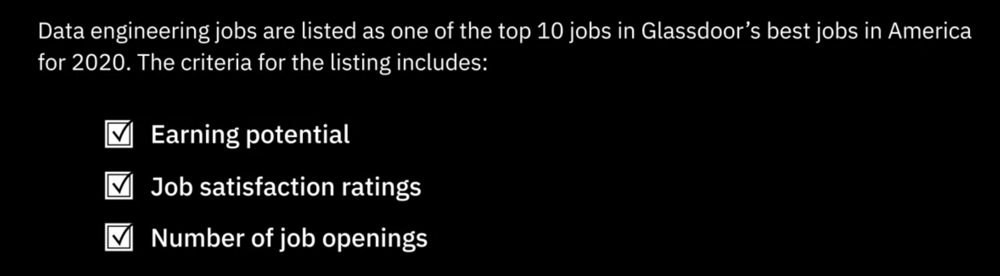 Data engineering jobs are listed as one of the top 10 jobs in Glassdoor’s best jobs in America
for 2020. The criteria for the listing includes:
Earning potential
Job satisfaction ratings
Number of job openings